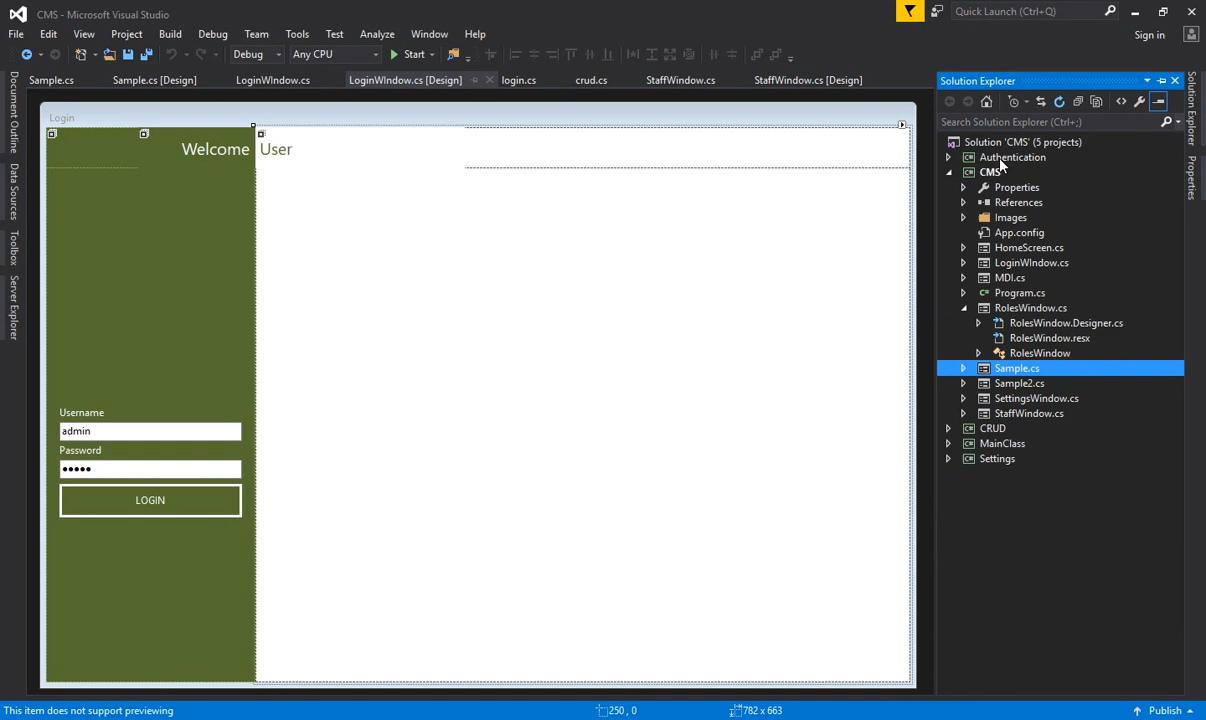 CMS - Microsoft Visual Studio
Quick Launch (Ctrl+Q)
File Edit View Project Build Debug Team Tools Test Analyze Window Help
Sign in
Debug Any CPU Start
Sample.cs Sample.cs [Design] LoginWIndow.cs LoginWIndow.cs [Design] login.cs crud.cs StaffWindow.cs StaffWindow.cs [Design]
Document Outline
Data Sources
Toolbox
Server Explorer
Login
Welcome User
Username
admin
Password
●●●●●
LOGIN
Solution Explorer
Search Solution Explorer (Ctrl+;)
Solution 'CMS' (5 projects)
Authentication
CMS
Properties
References
Images
App.config
HomeScreen.cs
LoginWIndow.cs
MDI.cs
Program.cs
RolesWindow.cs
RolesWindow.Designer.cs
RolesWindow.resx
RolesWindow
Sample.cs
Sample2.cs
SettingsWindow.cs
StaffWindow.cs
CRUD
MainClass
Settings
Solution Explorer
Properties
This item does not support previewing
250 , 0
782 x 663
Publish